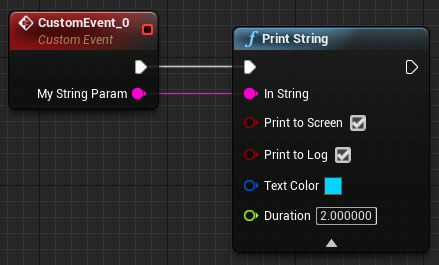 CustomEvent_0
Custom Event
My String Param
f Print String
In String
Print to Screen
Print to Log
Text Color
Duration 2.000000